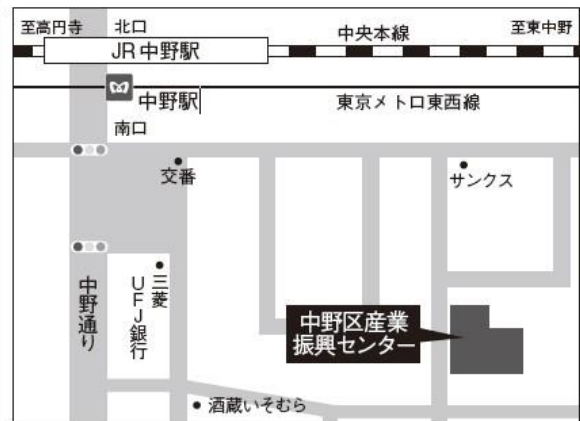 至高円寺
北口
中央本線
至東中野
JR中野駅
中野駅
東京メトロ東西線
南口
交番
サンクス
中野通り
三菱
UFJ銀行
中野区産業
振興センター
酒蔵いそむら